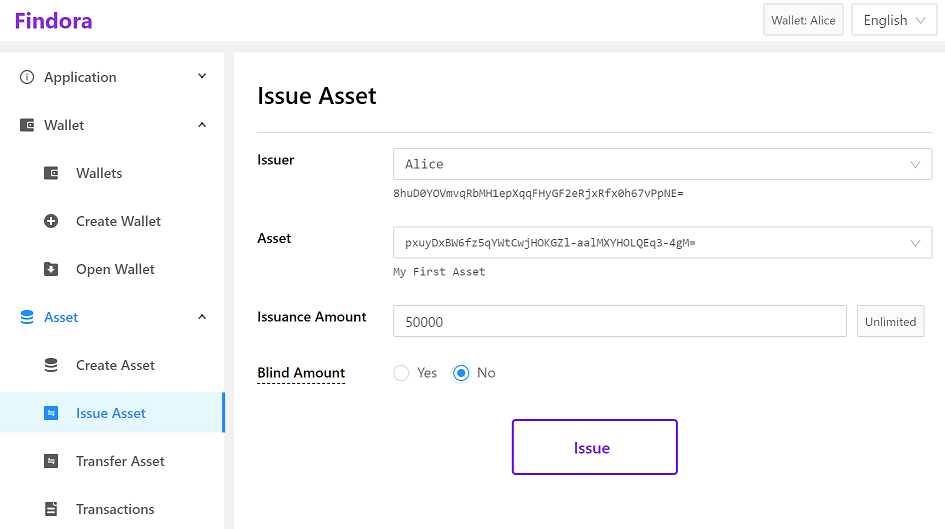 Findora
Wallet: Alice
English
Application
Wallet
Wallets
Create Wallet
Open Wallet
Asset
Create Asset
Issue Asset
Transfer Asset
Transactions
Issue Asset
Issuer
Alice
8huD0YOVmvqRbMH1epXqqFHyGF2eRjxRfx0h67vPpNE=
Asset
pxuyDxBW6fz5qYWtCwjHOKGZl-aalMXYHOLQEq3-4gM=
My First Asset
Issuance Amount
50000
Unlimited
Blind Amount
Yes
No
Issue